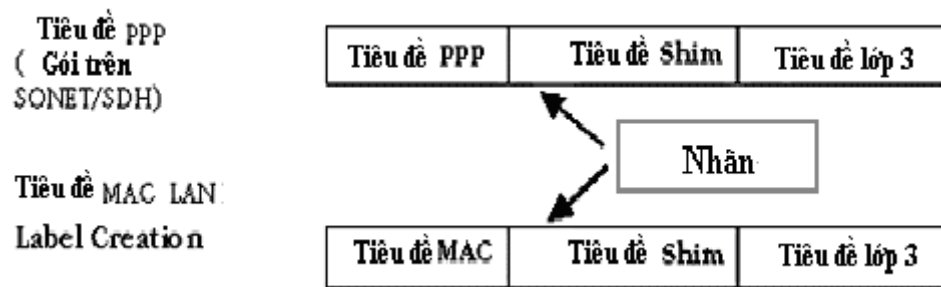 Tiêu đề PPP
( Gói trên
SONET/SDH)
Tiêu đề PPP Tiêu đề Shim Tiêu đề lớp 3
Nhãn
Tiêu đề MAC LAN
Label Creation
Tiêu đề MAC Tiêu đề Shim Tiêu đề lớp 3